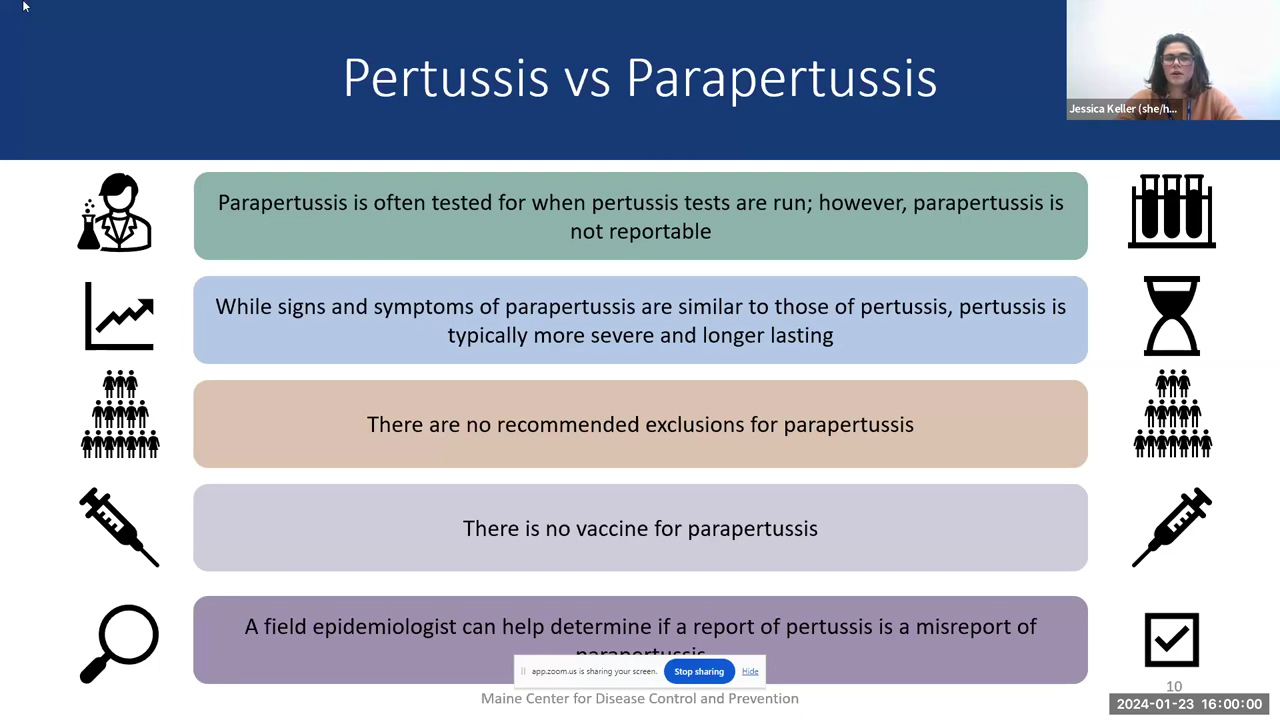 Pertussis vs Parapertussis
Jessica Keller (she/h...
Parapertussis is often tested for when pertussis tests are run; however, parapertussis is
not reportable
While signs and symptoms of parapertussis are similar to those of pertussis, pertussis is
typically more severe and longer lasting
There are no recommended exclusions for parapertussis
There is no vaccine for parapertussis
A field epidemiologist can help determine if a report of pertussis is a misreport of
parapertussis
app.zoom.us is sharing your screen.
Stop sharing
Hide
Maine Center for Disease Control and Prevention
10
2024-01-23 16:00:00